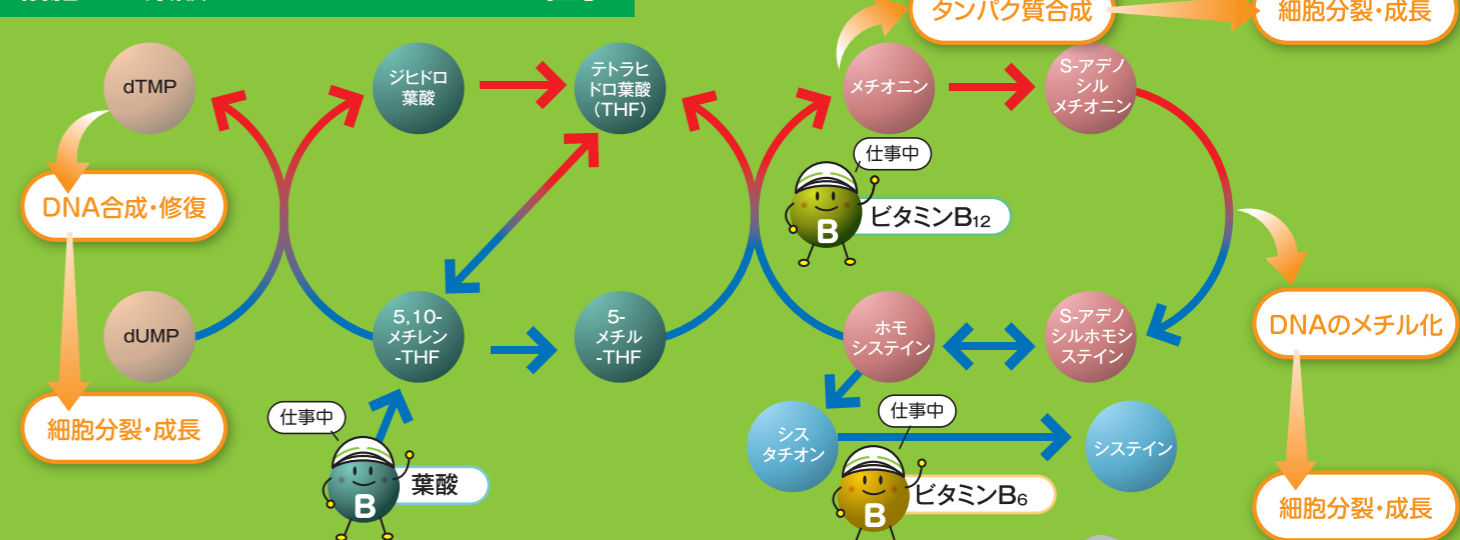 タンパク質合成
細胞分裂・成長
dTMP
ジヒドロ
葉酸
テトラヒ
ドロ葉酸
（THF）
メチオニン
S-アデノ
シル
メチオニン
仕事中
B
ビタミンB12
DNA合成・修復
dUMP
5,10-
メチレン
-THF
5-
メチル
-THF
ホモ
システイン
S-アデノ
シルホモシ
ステイン
DNAのメチル化
細胞分裂・成長
仕事中
B
葉酸
シス
タチオン
仕事中
B
ビタミンB6
システイン
細胞分裂・成長